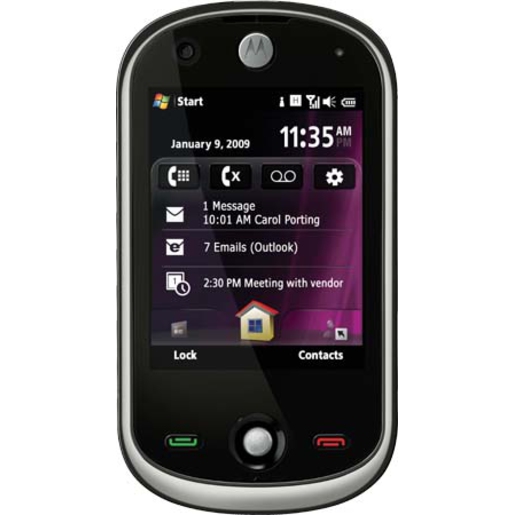 Start H
January 9, 2009 11:35 AM PM
1 Message
10:01 AM Carol Porting
7 Emails (Outlook)
1 2:30 PM Meeting with vendor
Lock Contacts